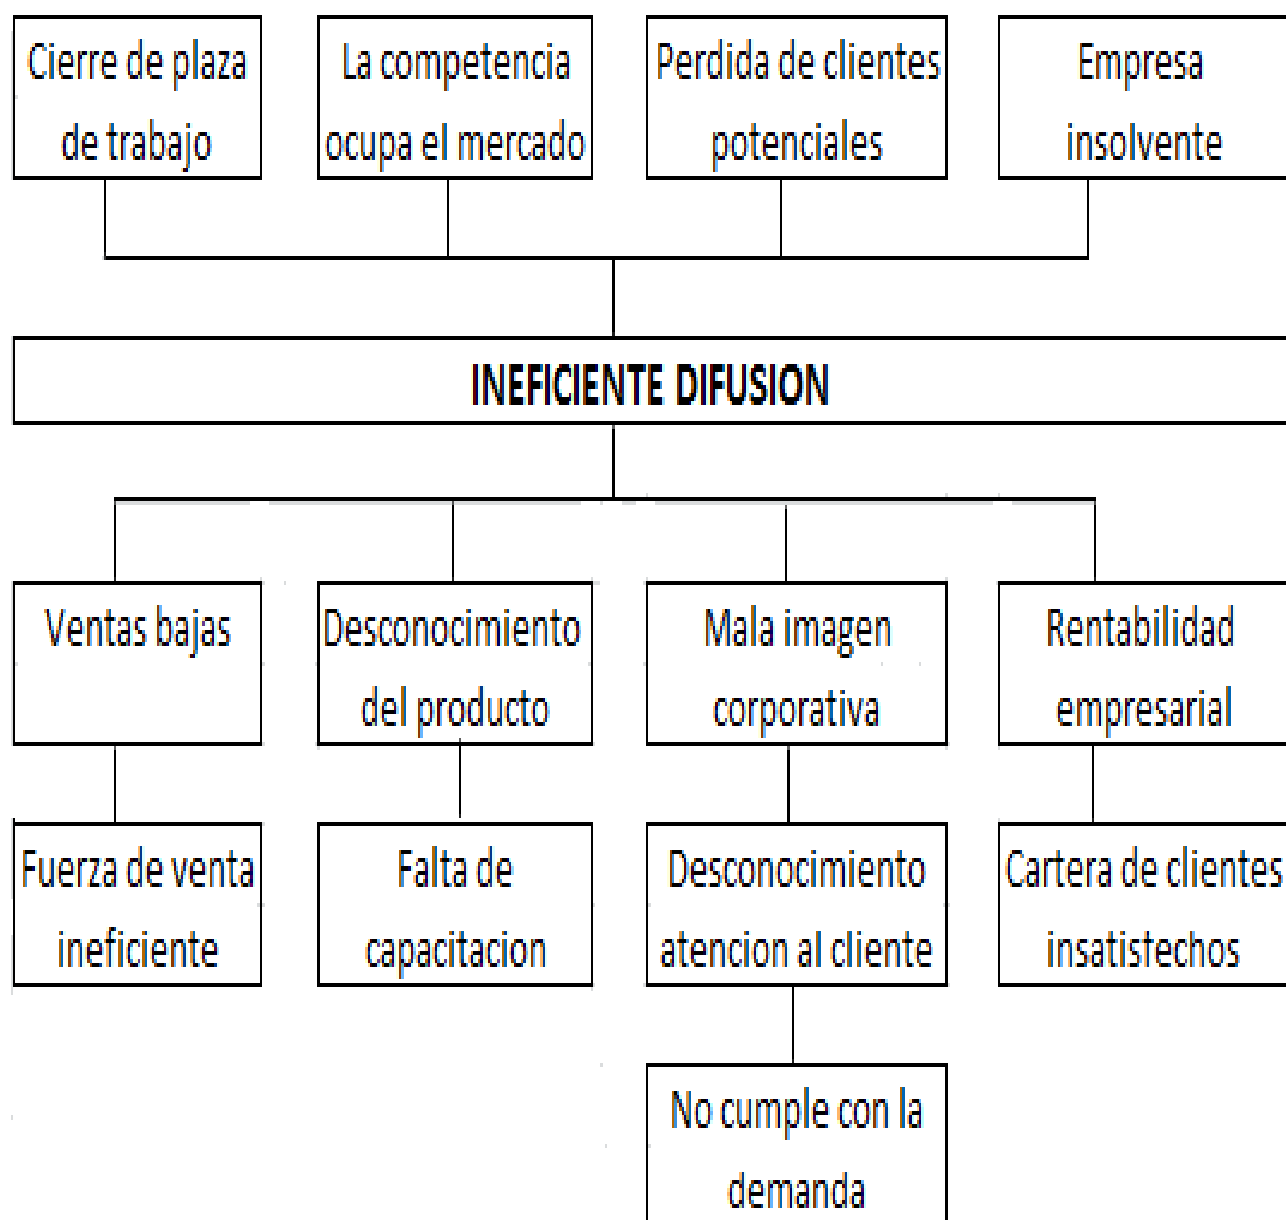 Cierre de plaza
de trabajo
La competencia
ocupa el mercado
Perdida de clientes
potenciales
Empresa
insolvente
INEFICIENTE DIFUSION
Ventas bajas
Desconocimiento
del producto
Mala imagen
corporativa
Rentabilidad
empresarial
Fuerza de venta
ineficiente
Falta de
capacitacion
Desconocimiento
atencion al cliente
Cartera de clientes
insatistechos
No cumple con la
demanda